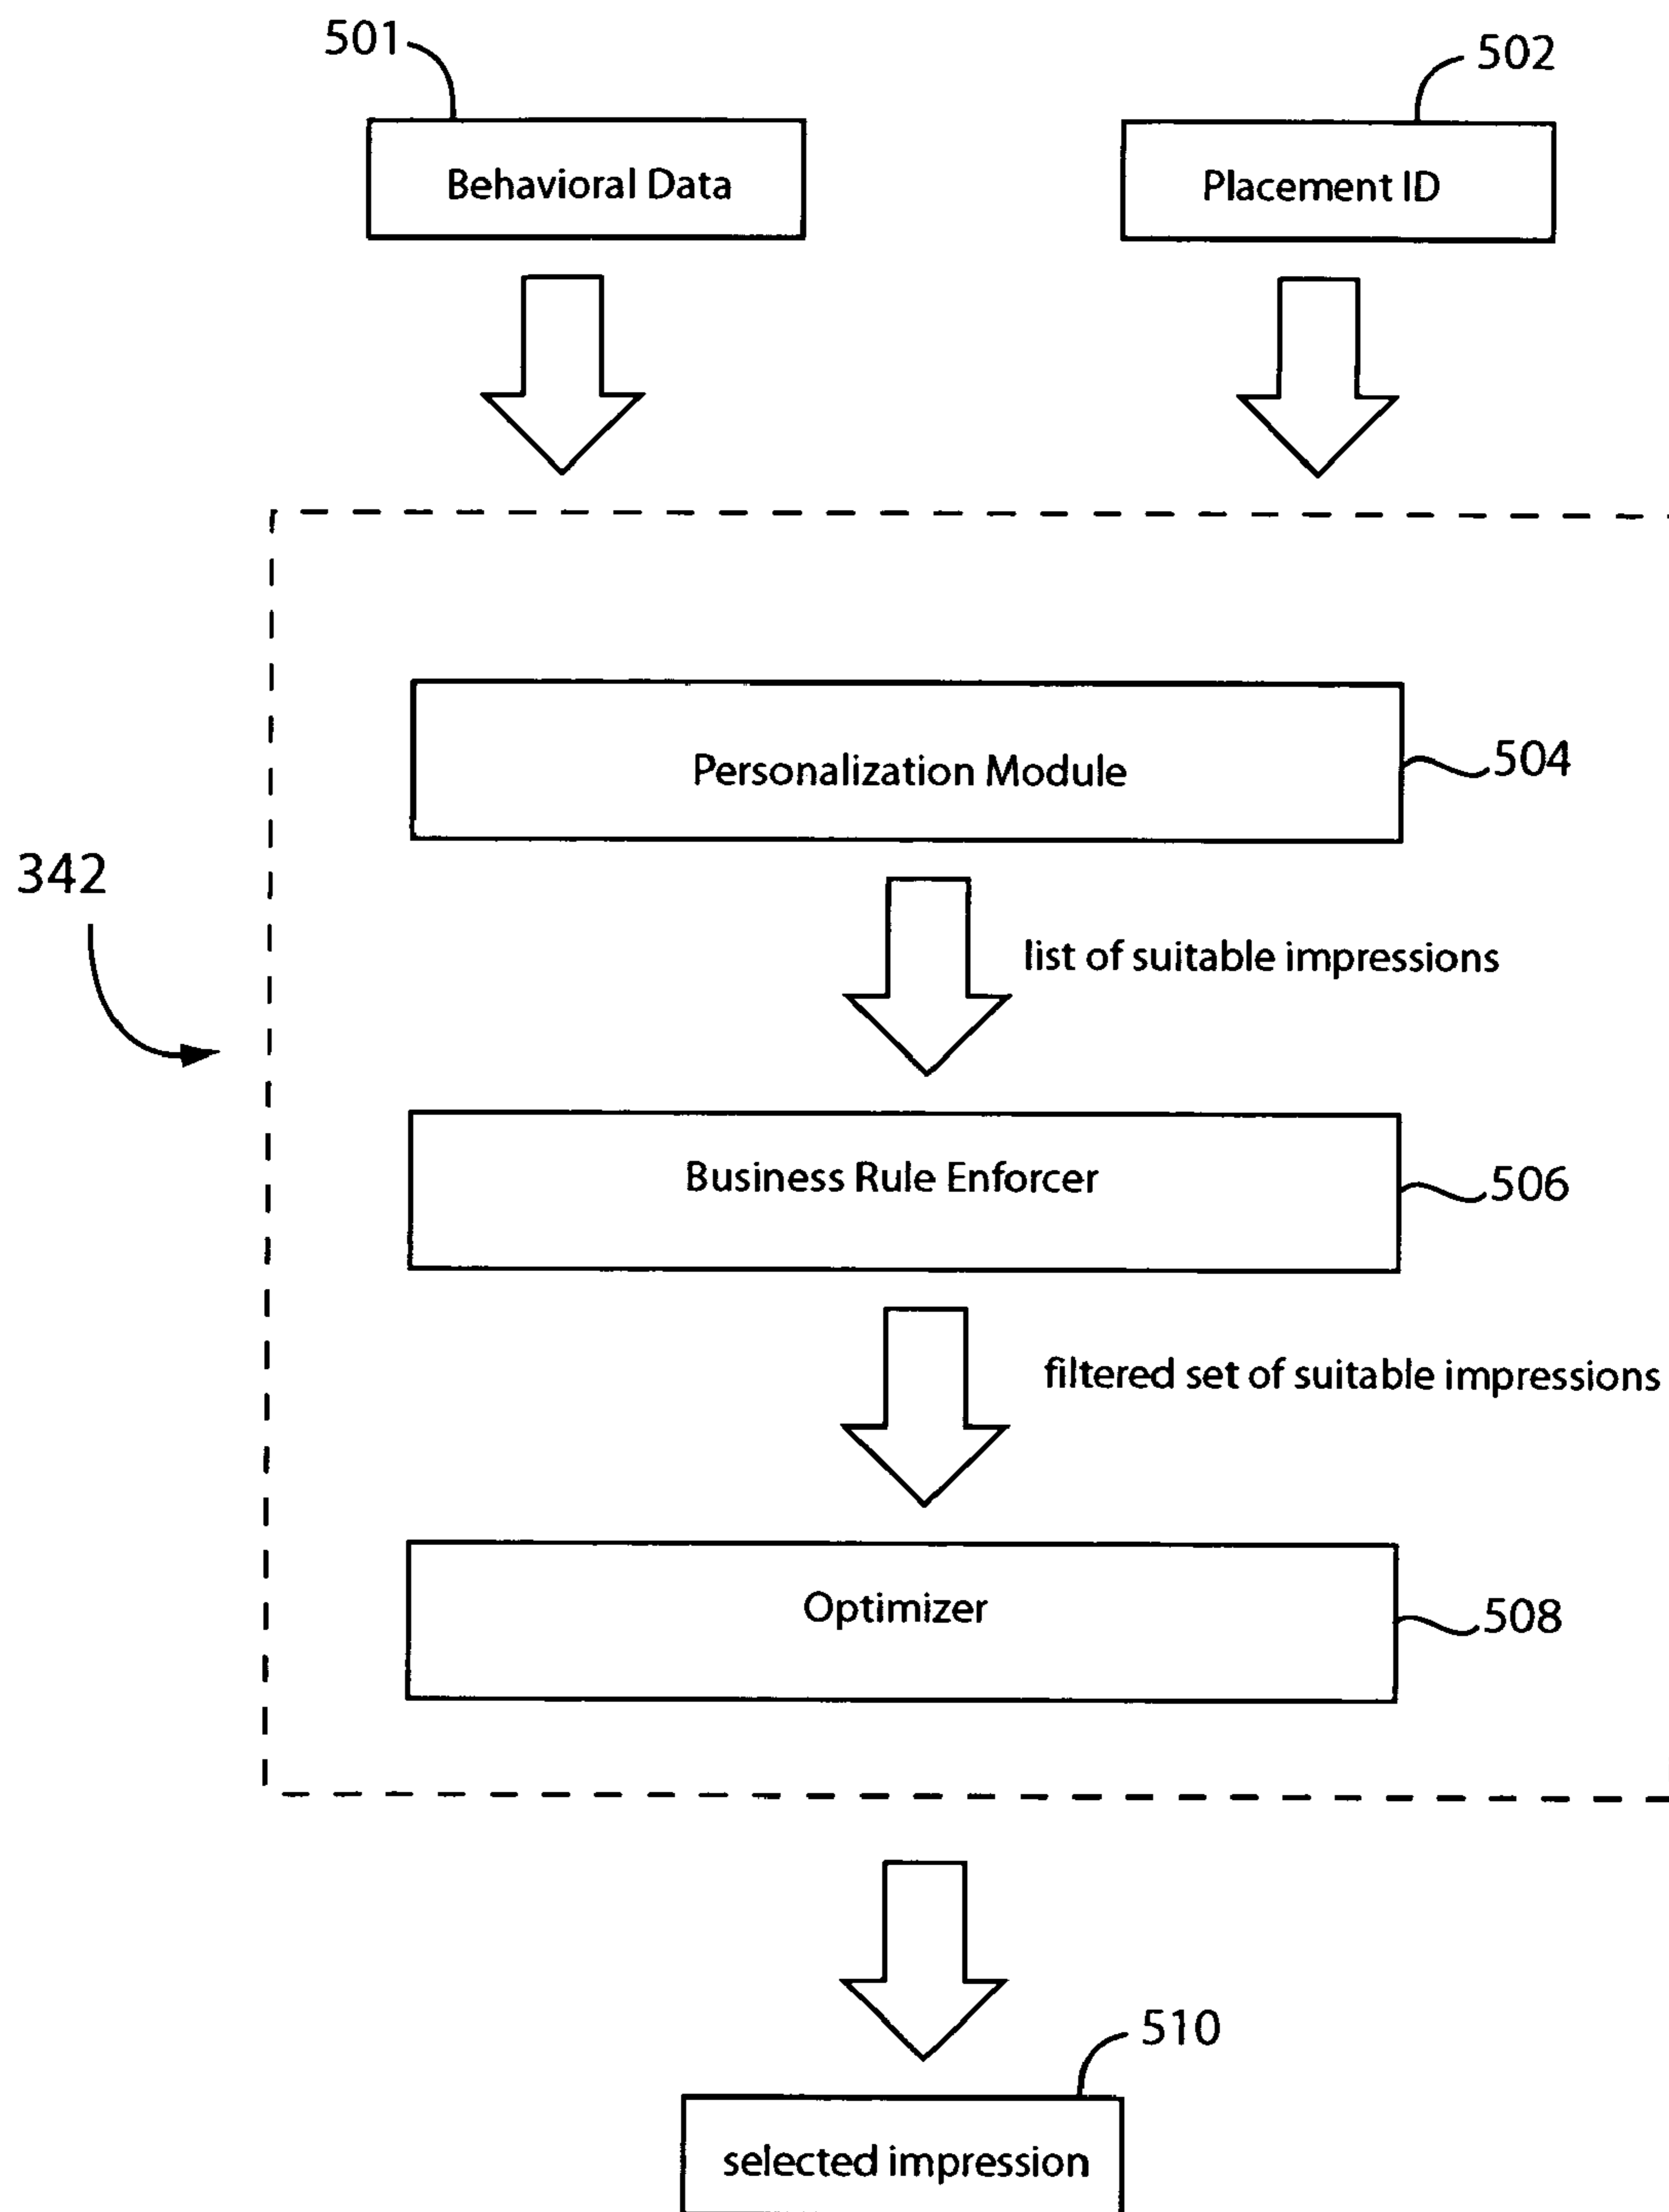 501
502
Behavioral Data
Placement ID
Personalization Module
504
342
list of suitable impressions
Business Rule Enforcer
506
filtered set of suitable impressions
Optimizer
508
510
selected impression